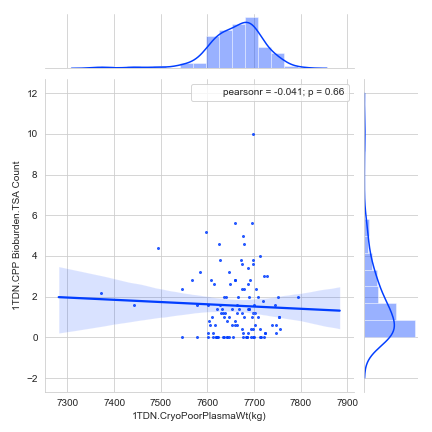 pearsonr = -0.041; p = 0.66
12
10
8
6
4
2
0
−2
1TDN.CPP Bioburden.TSA Count
7300 7400 7500 7600 7700 7800 7900
1TDN.CryoPoorPlasmaWt(kg)